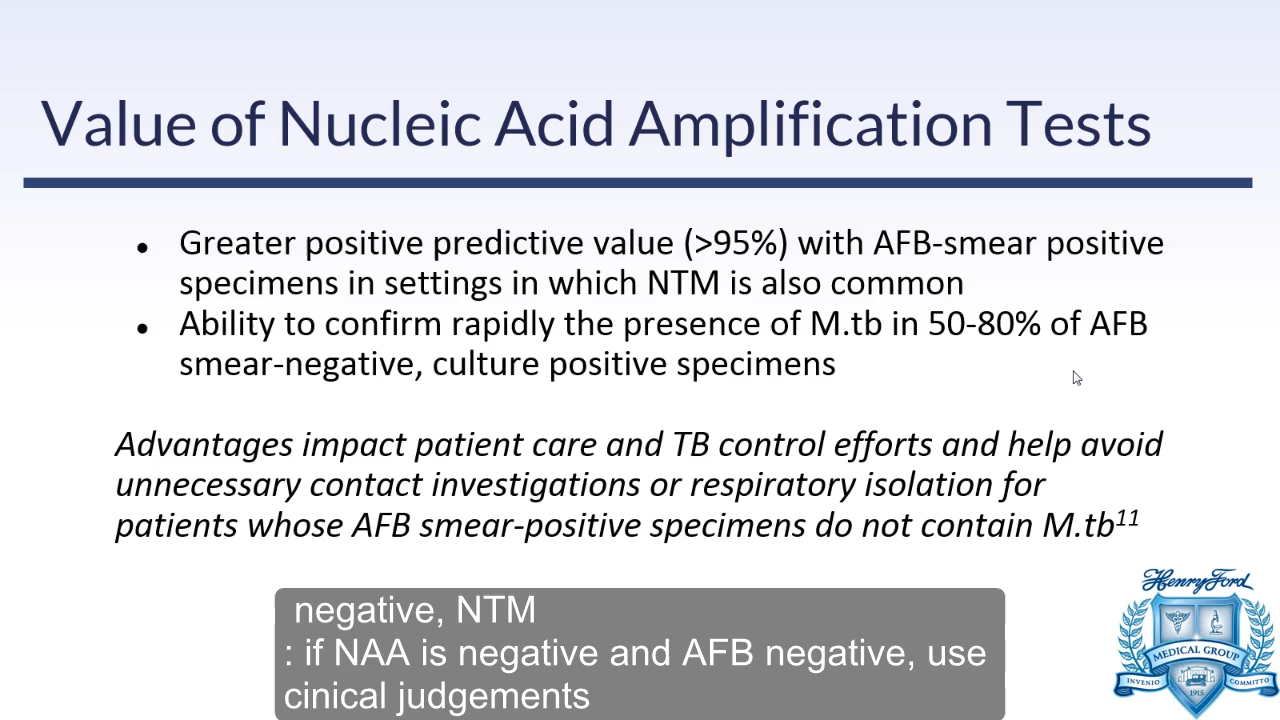 Value of Nucleic Acid Amplification Tests
● Greater positive predictive value (>95%) with AFB-smear positive
specimens in settings in which NTM is also common
● Ability to confirm rapidly the presence of M.tb in 50-80% of AFB
smear-negative, culture positive specimens
Advantages impact patient care and TB control efforts and help avoid
unnecessary contact investigations or respiratory isolation for
patients whose AFB smear-positive specimens do not contain M.tb¹¹
negative, NTM
: if NAA is negative and AFB negative, use
cinical judgements
Henry Ford
MEDICAL GROUP
INVENIO
COMMITTO
1915